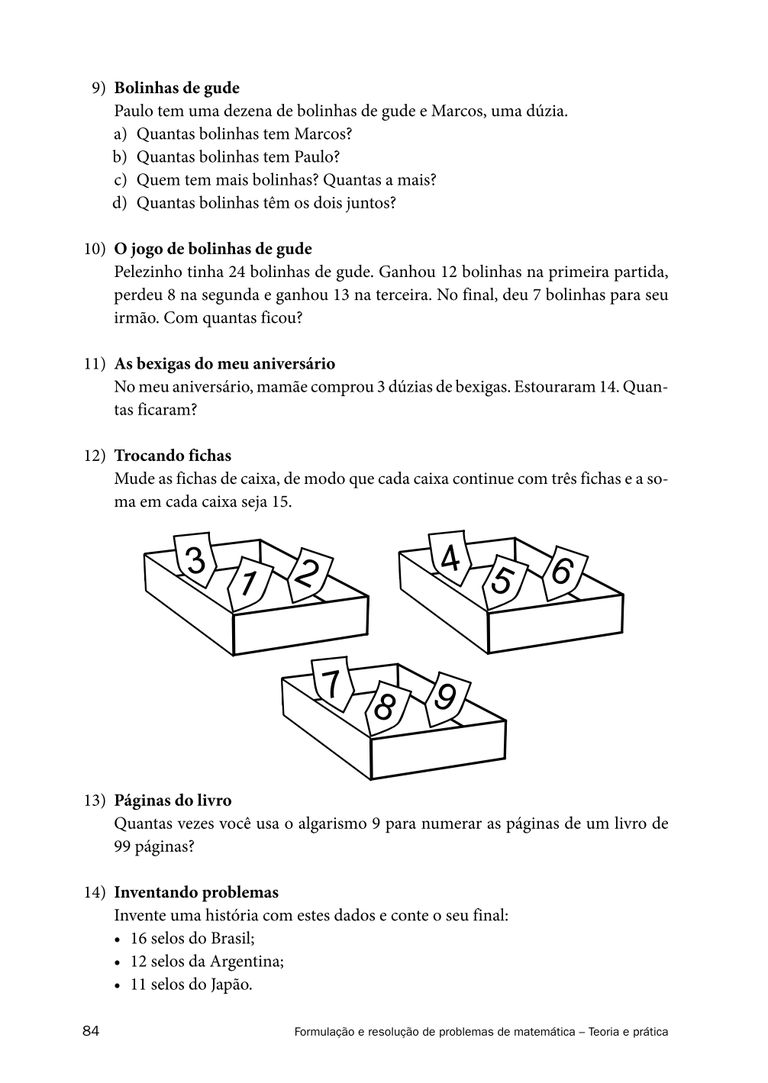 9) Bolinhas de gude
Paulo tem uma dezena de bolinhas de gude e Marcos, uma dúzia.
a) Quantas bolinhas tem Marcos?
b) Quantas bolinhas tem Paulo?
c) Quem tem mais bolinhas? Quantas a mais?
d) Quantas bolinhas têm os dois juntos?
10) O jogo de bolinhas de gude
Pelezinho tinha 24 bolinhas de gude. Ganhou 12 bolinhas na primeira partida,
perdeu 8 na segunda e ganhou 13 na terceira. No final, deu 7 bolinhas para seu
irmão. Com quantas ficou?
11) As bexigas do meu aniversário
No meu aniversário, mamãe comprou 3 dúzias de bexigas. Estouraram 14. Quan-
tas ficaram?
12) Trocando fichas
Mude as fichas de caixa, de modo que cada caixa continue com três fichas e a so-
ma em cada caixa seja 15.
3 1 2
4 5 6
7 8 9
13) Páginas do livro
Quantas vezes você usa o algarismo 9 para numerar as páginas de um livro de
99 páginas?
14) Inventando problemas
Invente uma história com estes dados e conte o seu final:
• 16 selos do Brasil;
• 12 selos da Argentina;
• 11 selos do Japão.
84 Formulação e resolução de problemas de matemática – Teoria e prática